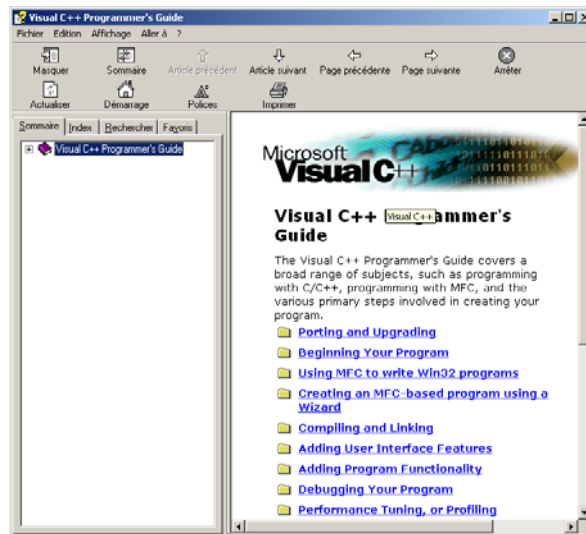 Visual C++ Programmer's Guide
Fichier Edition Affichage Aller à ?
Masquer Sommaire Article précédent Article suivant Page précédente Page suivante Arrêter
Actualiser Démarrage Polices Imprimer
Sommaire Index Rechercher Favoris
Visual C++ Programmer's Guide
Microsoft
Visual C++
Visual C++ ammer's
Visual C++
Guide
The Visual C++ Programmer's Guide covers a
broad range of subjects, such as programming
with C/C++, programming with MFC, and the
various primary steps involved in creating your
program.
Porting and Upgrading
Beginning Your Program
Using MFC to write Win32 programs
Creating an MFC-based program using a
Wizard
Compiling and Linking
Adding User Interface Features
Adding Program Functionality
Debugging Your Program
Performance Tuning, or Profiling